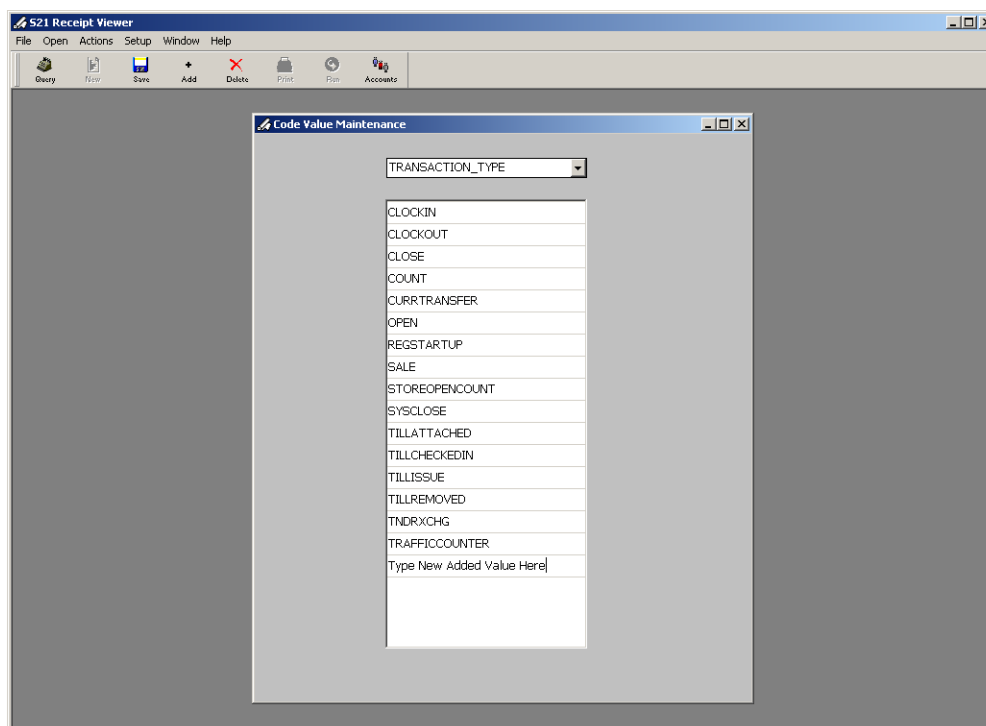 S21 Receipt Viewer
File Open Actions Setup Window Help
Query New Save Add Delete Print Run Accounts
Code Value Maintenance
TRANSACTION_TYPE
CLOCKIN
CLOCKOUT
CLOSE
COUNT
CURRTRANSFER
OPEN
REGSTARTUP
SALE
STOREOPENCOUNT
SYSCLOSE
TILLATTACHED
TILLCHECKEDIN
TILLISSUE
TILLREMOVED
TNDRXCHG
TRAFFICCOUNTER
Type New Added Value Here